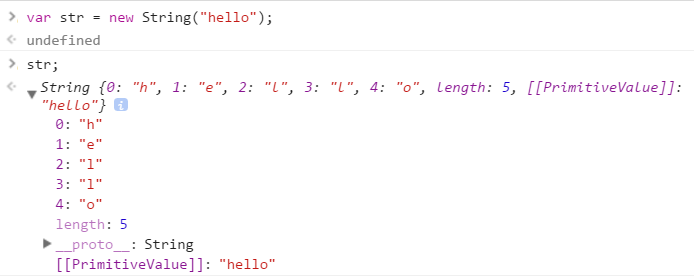 var str = new String("hello");
undefined
str;
String {0: "h", 1: "e", 2: "l", 3: "l", 4: "o", length: 5, [[PrimitiveValue]]:
"hello"} i
0: "h"
1: "e"
2: "l"
3: "l"
4: "o"
length: 5
__proto__: String
[[PrimitiveValue]]: "hello"